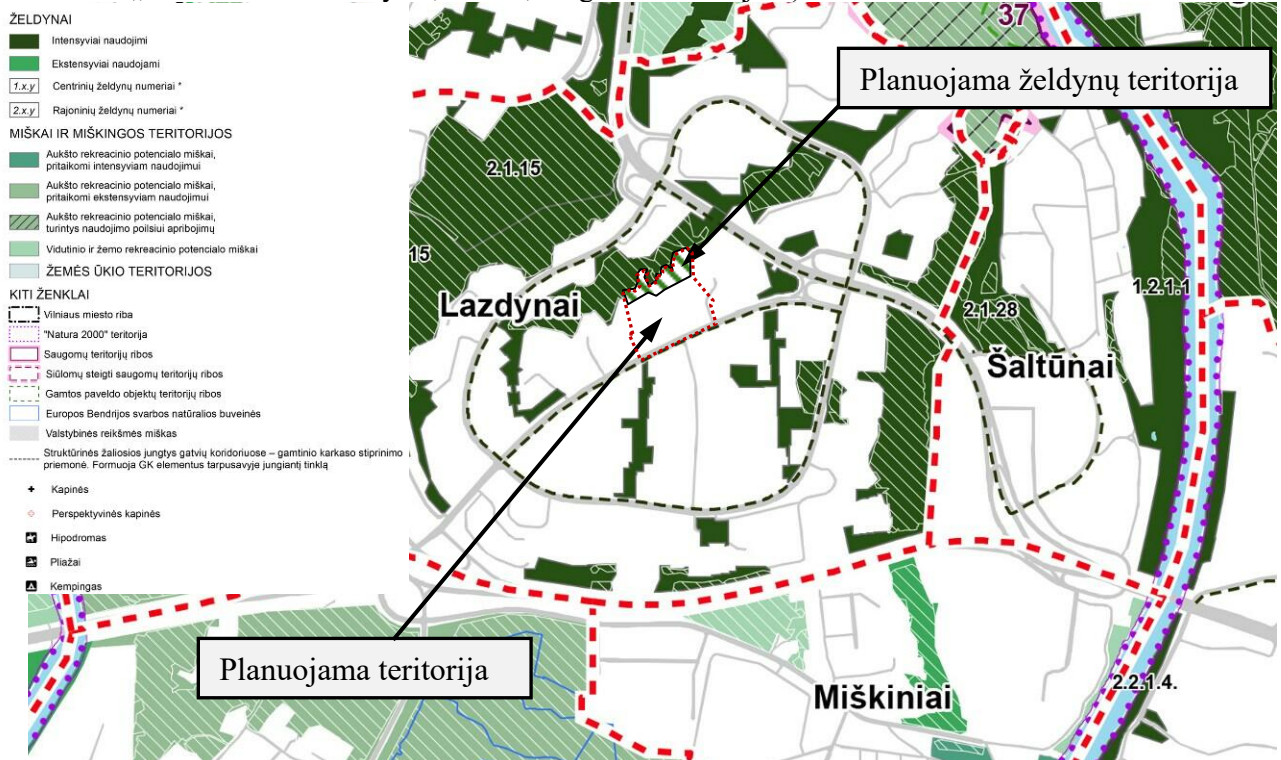 ŽELDYNAI
Intensyviai naudojimi
Ekstensyviai naudojami
1.x.y Centrinių želdynų numeriai *
2.x.y Rajoninių želdynų numeriai *
MIŠKAI IR MIŠKINGOS TERITORIJOS
Aukšto rekreacinio potencialo miškai,
pritaikomi intensyviam naudojimui
Aukšto rekreacinio potencialo miškai,
pritaikomi ekstensyviam naudojimui
Aukšto rekreacinio potencialo miškai,
turintys naudojimo poilsiui apribojimų
Vidutinio ir žemo rekreacinio potencialo miškai
ŽEMĖS ŪKIO TERITORIJOS
KITI ŽENKLAI
Vilniaus miesto riba
"Natura 2000" teritorija
Saugomų teritorijų ribos
Siūlomų steigti saugomų teritorijų ribos
Gamtos paveldo objektų teritorijų ribos
Europos Bendrijos svarbos natūralios buveinės
Valstybinės reikšmės miškas
Struktūrinės žaliosios jungtys gatvių koridoriuose – gamtinio karkaso stiprinimo
priemonė. Formuoja GK elementus tarpusavyje jungiantį tinklą
Kapinės
Perspektyvinės kapinės
Hipodromas
Pliažai
Kempingas
37
Planuojama želdynų teritorija
2.1.15
15
Lazdynai
1.2.1.1
2.1.28
Šaltūnai
Planuojama teritorija
Miškiniai
2.2.1.4.